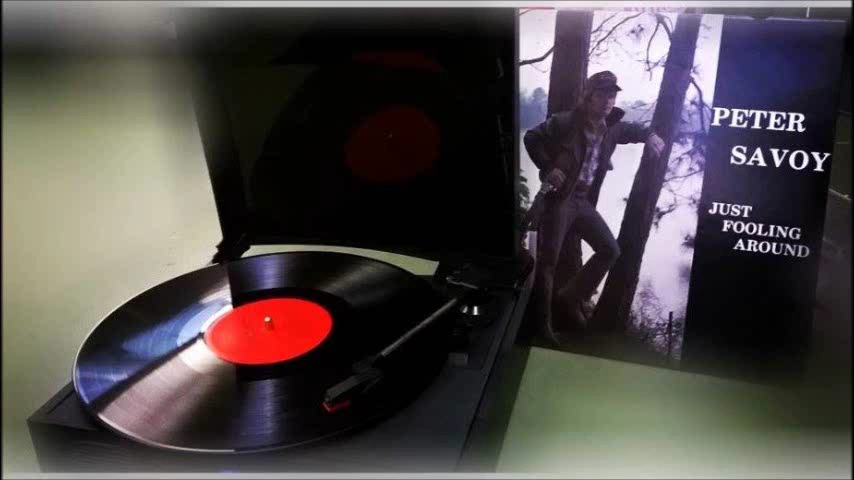 PETER
SAVOY
JUST
FOOLING
AROUND